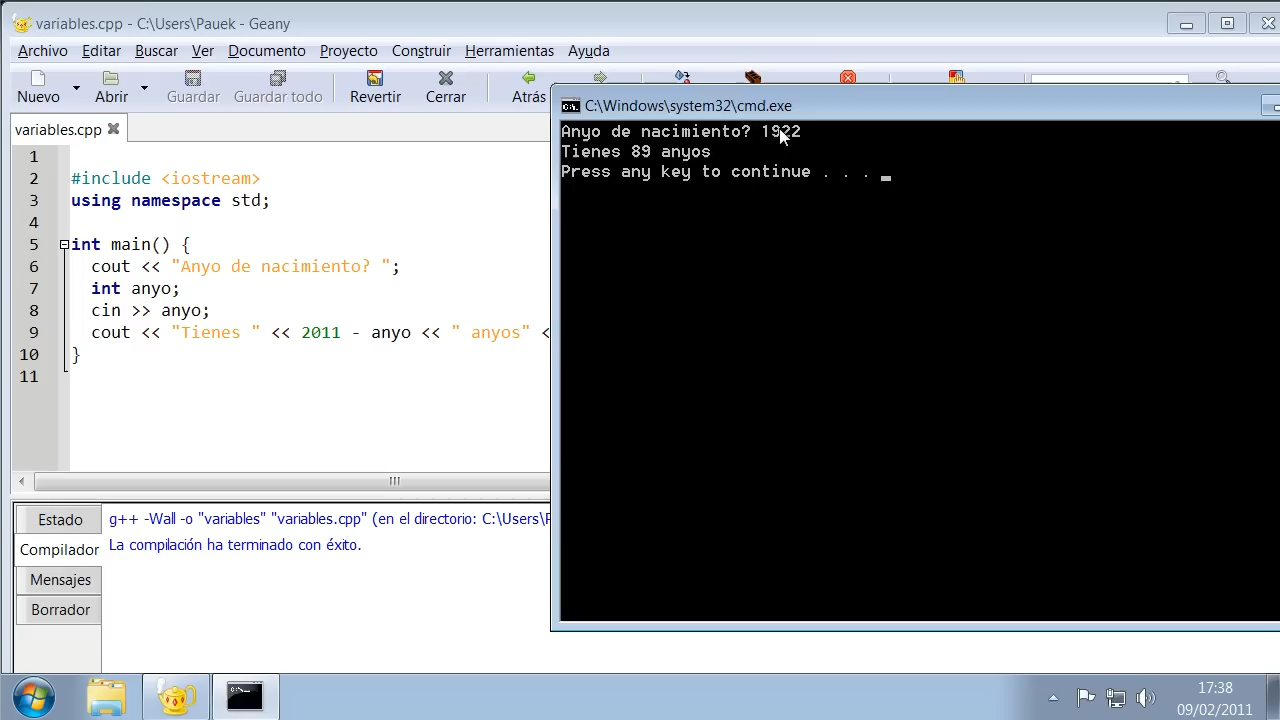 variables.cpp - C:\Users\Pauek - Geany
Archivo Editar Buscar Ver Documento Proyecto Construir Herramientas Ayuda
Nuevo Abrir Guardar Guardar todo Revertir Cerrar Atrás
variables.cpp
1
2 #include <iostream>
3 using namespace std;
4
5 int main() {
6 cout << "Anyo de nacimiento? ";
7 int anyo;
8 cin >> anyo;
9 cout << "Tienes " << 2011 - anyo << " anyos" <
10 }
11
C:\Windows\system32\cmd.exe
Anyo de nacimiento? 1922
Tienes 89 anyos
Press any key to continue . . . _
Estado
Compilador
Mensajes
Borrador
g++ -Wall -o "variables" "variables.cpp" (en el directorio: C:\Users\P
La compilación ha terminado con éxito.
17:38
09/02/2011